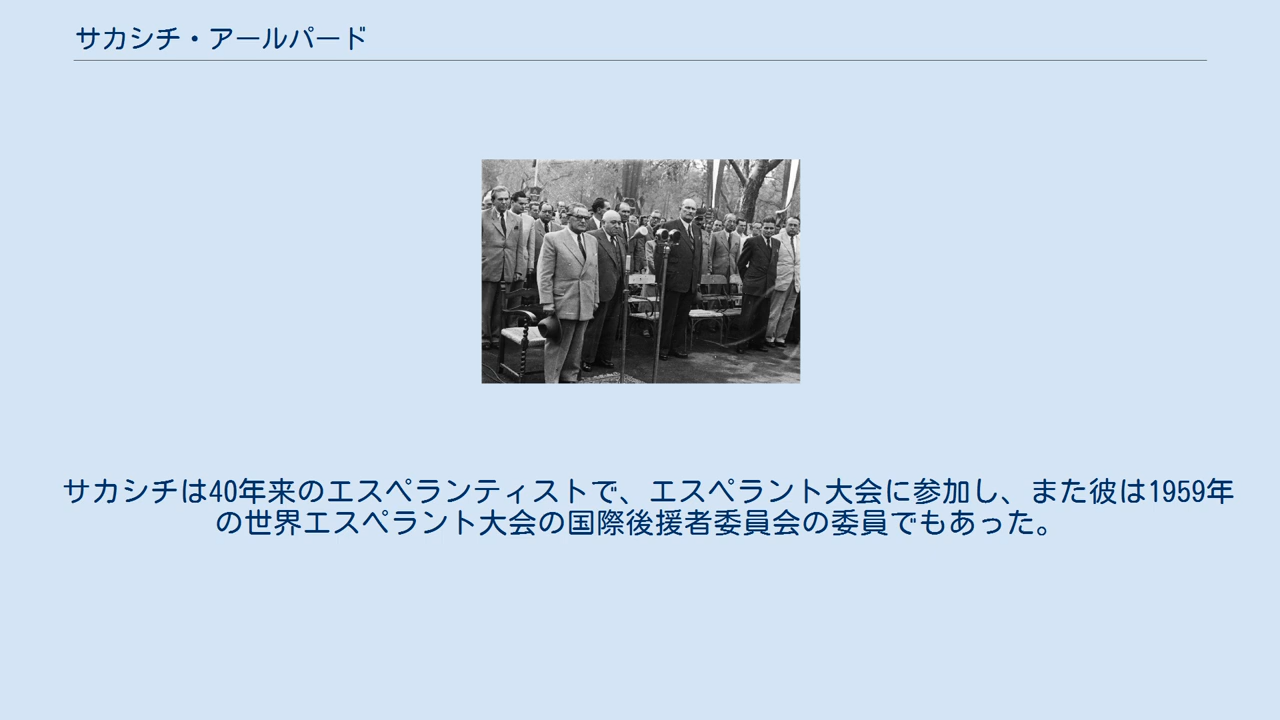 サカシチ・アールパード
サカシチは40年来のエスペランティストで、エスペラント大会に参加し、また彼は1959年
の世界エスペラント大会の国際後援者委員会の委員でもあった。